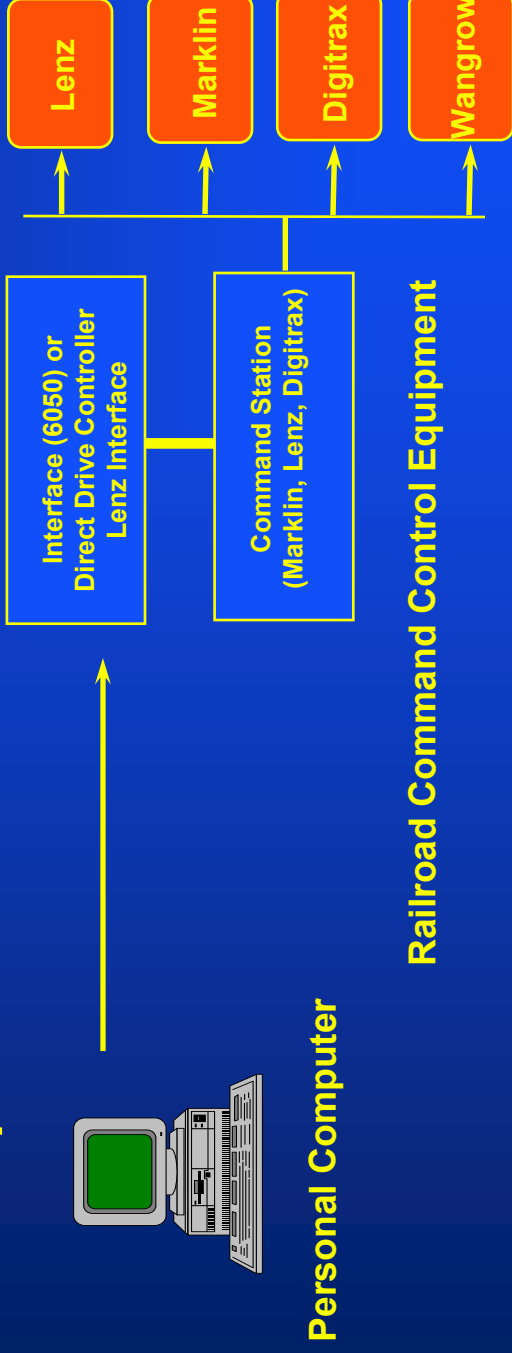 Interface (6050) or
Direct Drive Controller
Lenz Interface
Command Station
(Marklin, Lenz, Digitrax)
Lenz
Marklin
Digitrax
Wangrow
Personal Computer
Railroad Command Control Equipment